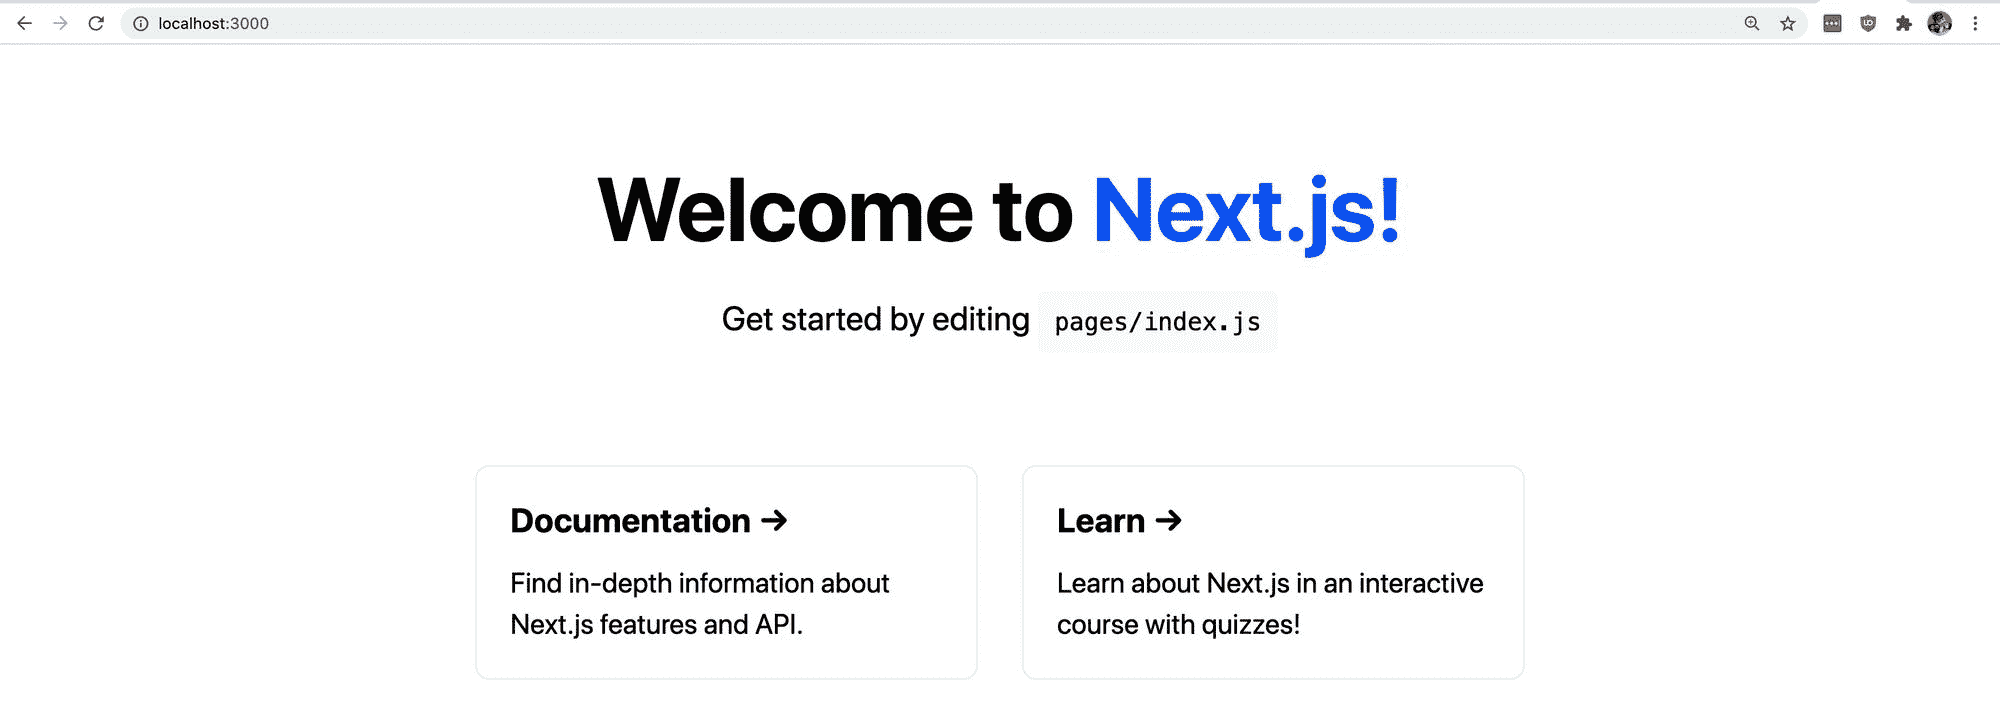 localhost:3000
Welcome to Next.js!
Get started by editing pages/index.js
Documentation →
Find in-depth information about
Next.js features and API.
Learn →
Learn about Next.js in an interactive
course with quizzes!